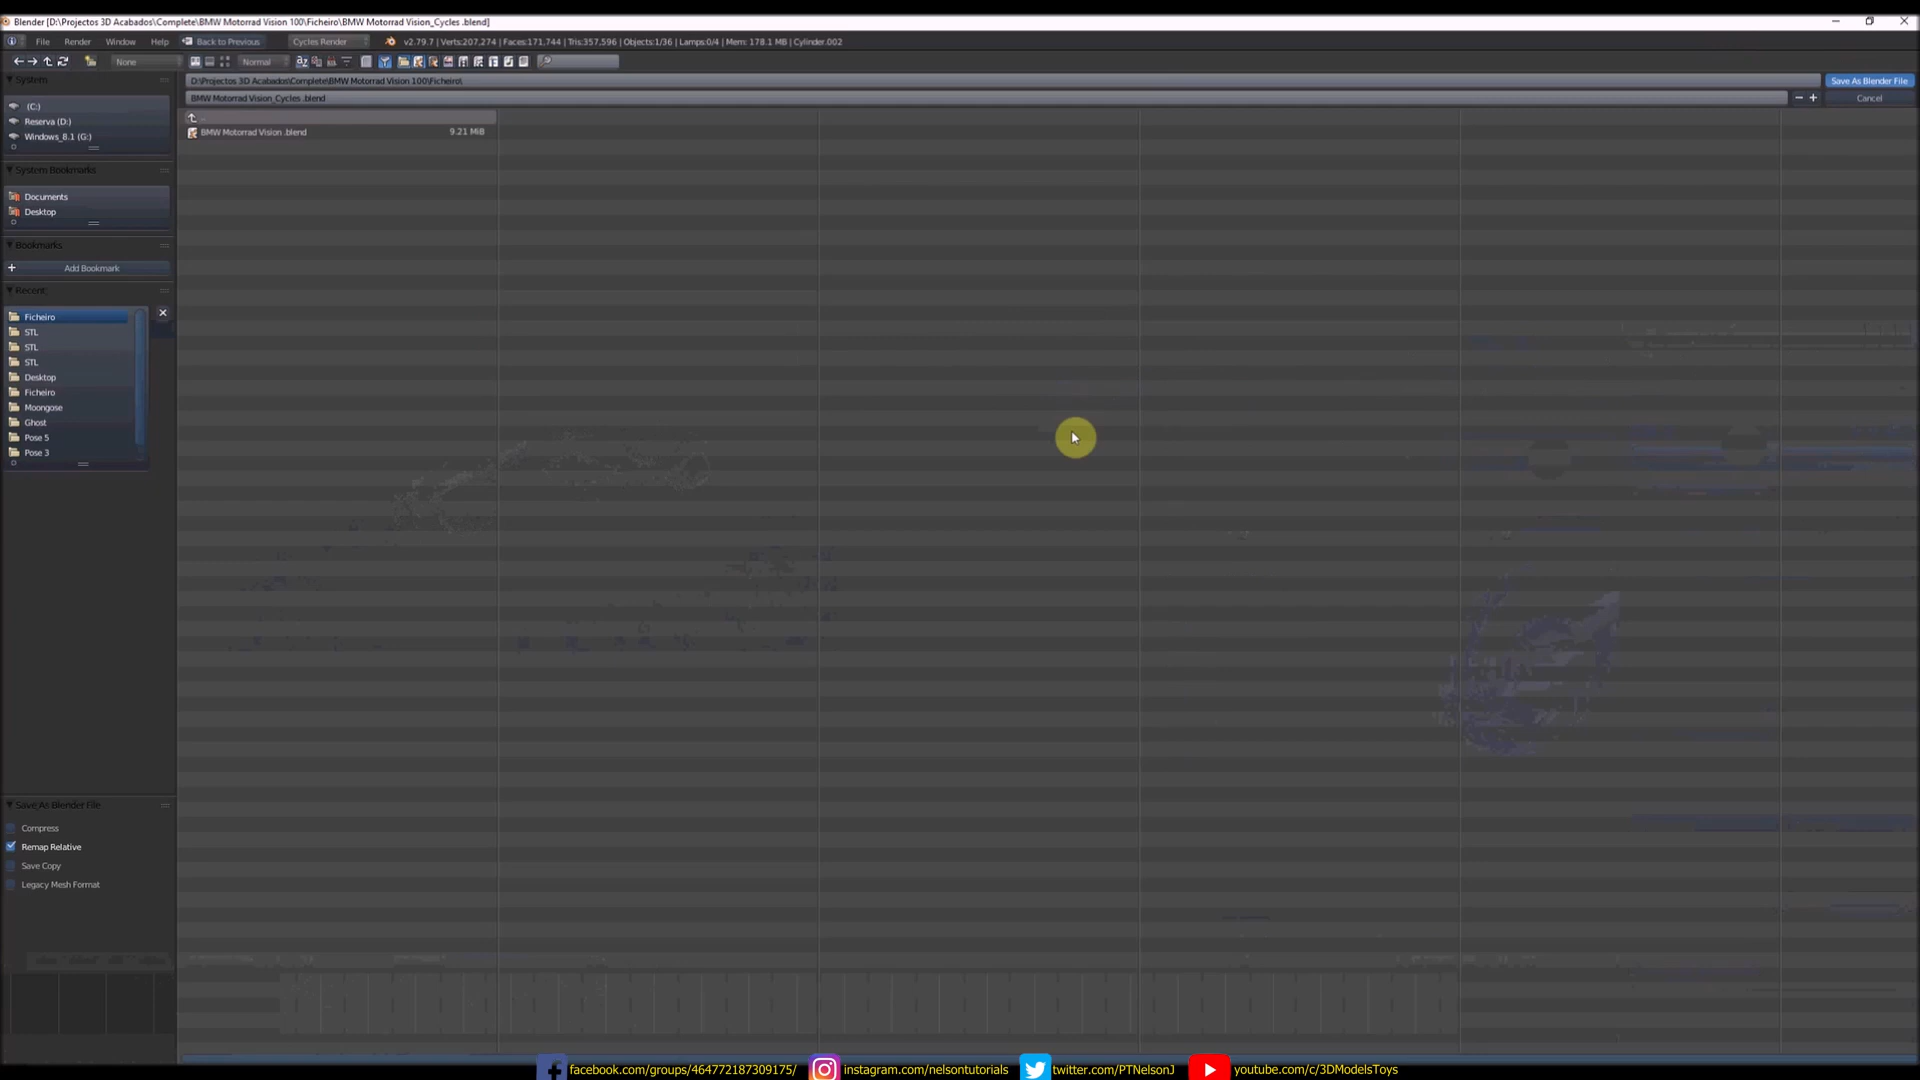 Blender [D:\Projectos 3D Acabados\Complete\BMW Motorrad Vision 100\Ficheiro\BMW Motorrad Vision_Cycles .blend]
File Render Window Help Back to Previous Cycles Render v2.79.7 | Verts:207,274 | Faces:171,744 | Tris:357,596 | Objects:1/36 | Lamps:0/4 | Mem: 178.1 MB | Cylinder.002
None Normal
System
D:\Projectos 3D Acabados\Complete\BMW Motorrad Vision 100\Ficheiro\
Save As Blender File
BMW Motorrad Vision_Cycles .blend
Cancel
(C:)
Reserva (D:)
Windows_8.1 (G:)
..
BMW Motorrad Vision .blend 9.21 MiB
System Bookmarks
Documents
Desktop
Bookmarks
Add Bookmark
Recent
Ficheiro
STL
STL
STL
Desktop
Ficheiro
Moongose
Ghost
Pose 5
Pose 3
Save As Blender File
Compress
Remap Relative
Save Copy
Legacy Mesh Format
facebook.com/groups/464772187309175/ instagram.com/nelsontutorials twitter.com/PTNelsonJ youtube.com/c/3DModelsToys